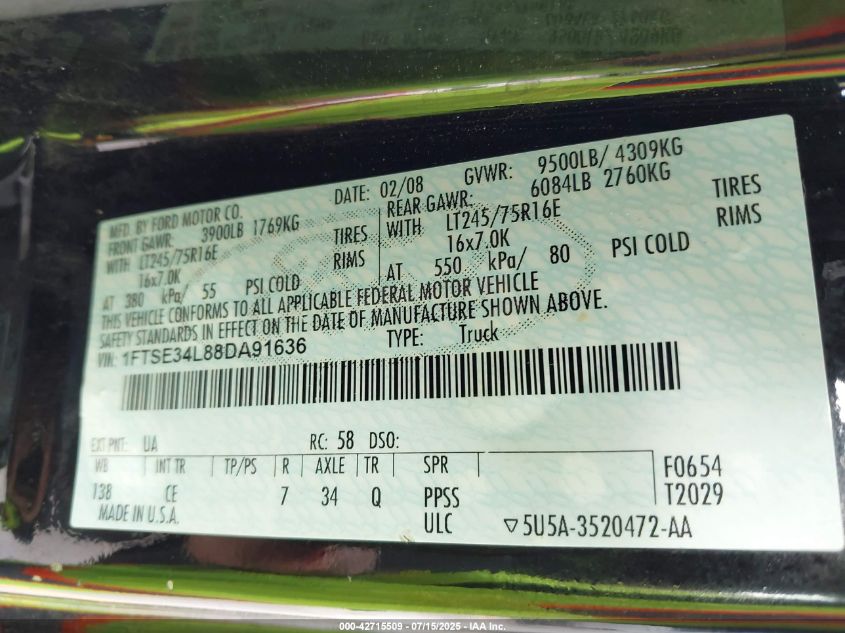 MFD. BY FORD MOTOR CO.
DATE: 02/08
GVWR: 9500LB/ 4309KG
FRONT GAWR: 3900LB 1769KG
REAR GAWR: 6084LB 2760KG
WITH LT245/75R16E TIRES
WITH LT245/75R16E TIRES
16x7.0K RIMS
16x7.0K RIMS
AT 380 kPa/ 55 PSI COLD
AT 550 kPa/ 80 PSI COLD
THIS VEHICLE CONFORMS TO ALL APPLICABLE FEDERAL MOTOR VEHICLE
SAFETY STANDARDS IN EFFECT ON THE DATE OF MANUFACTURE SHOWN ABOVE.
VIN: 1FTSE34L88DA91636
TYPE: Truck
EXT PNT: UA RC: 58 DSO:
WB INT TR TP/PS R AXLE TR SPR
138 CE 7 34 Q PPSS
F0654
T2029
MADE IN U.S.A.
ULC ▽5U5A-3520472-AA
000-42715509 - 07/15/2025 - IAA Inc.